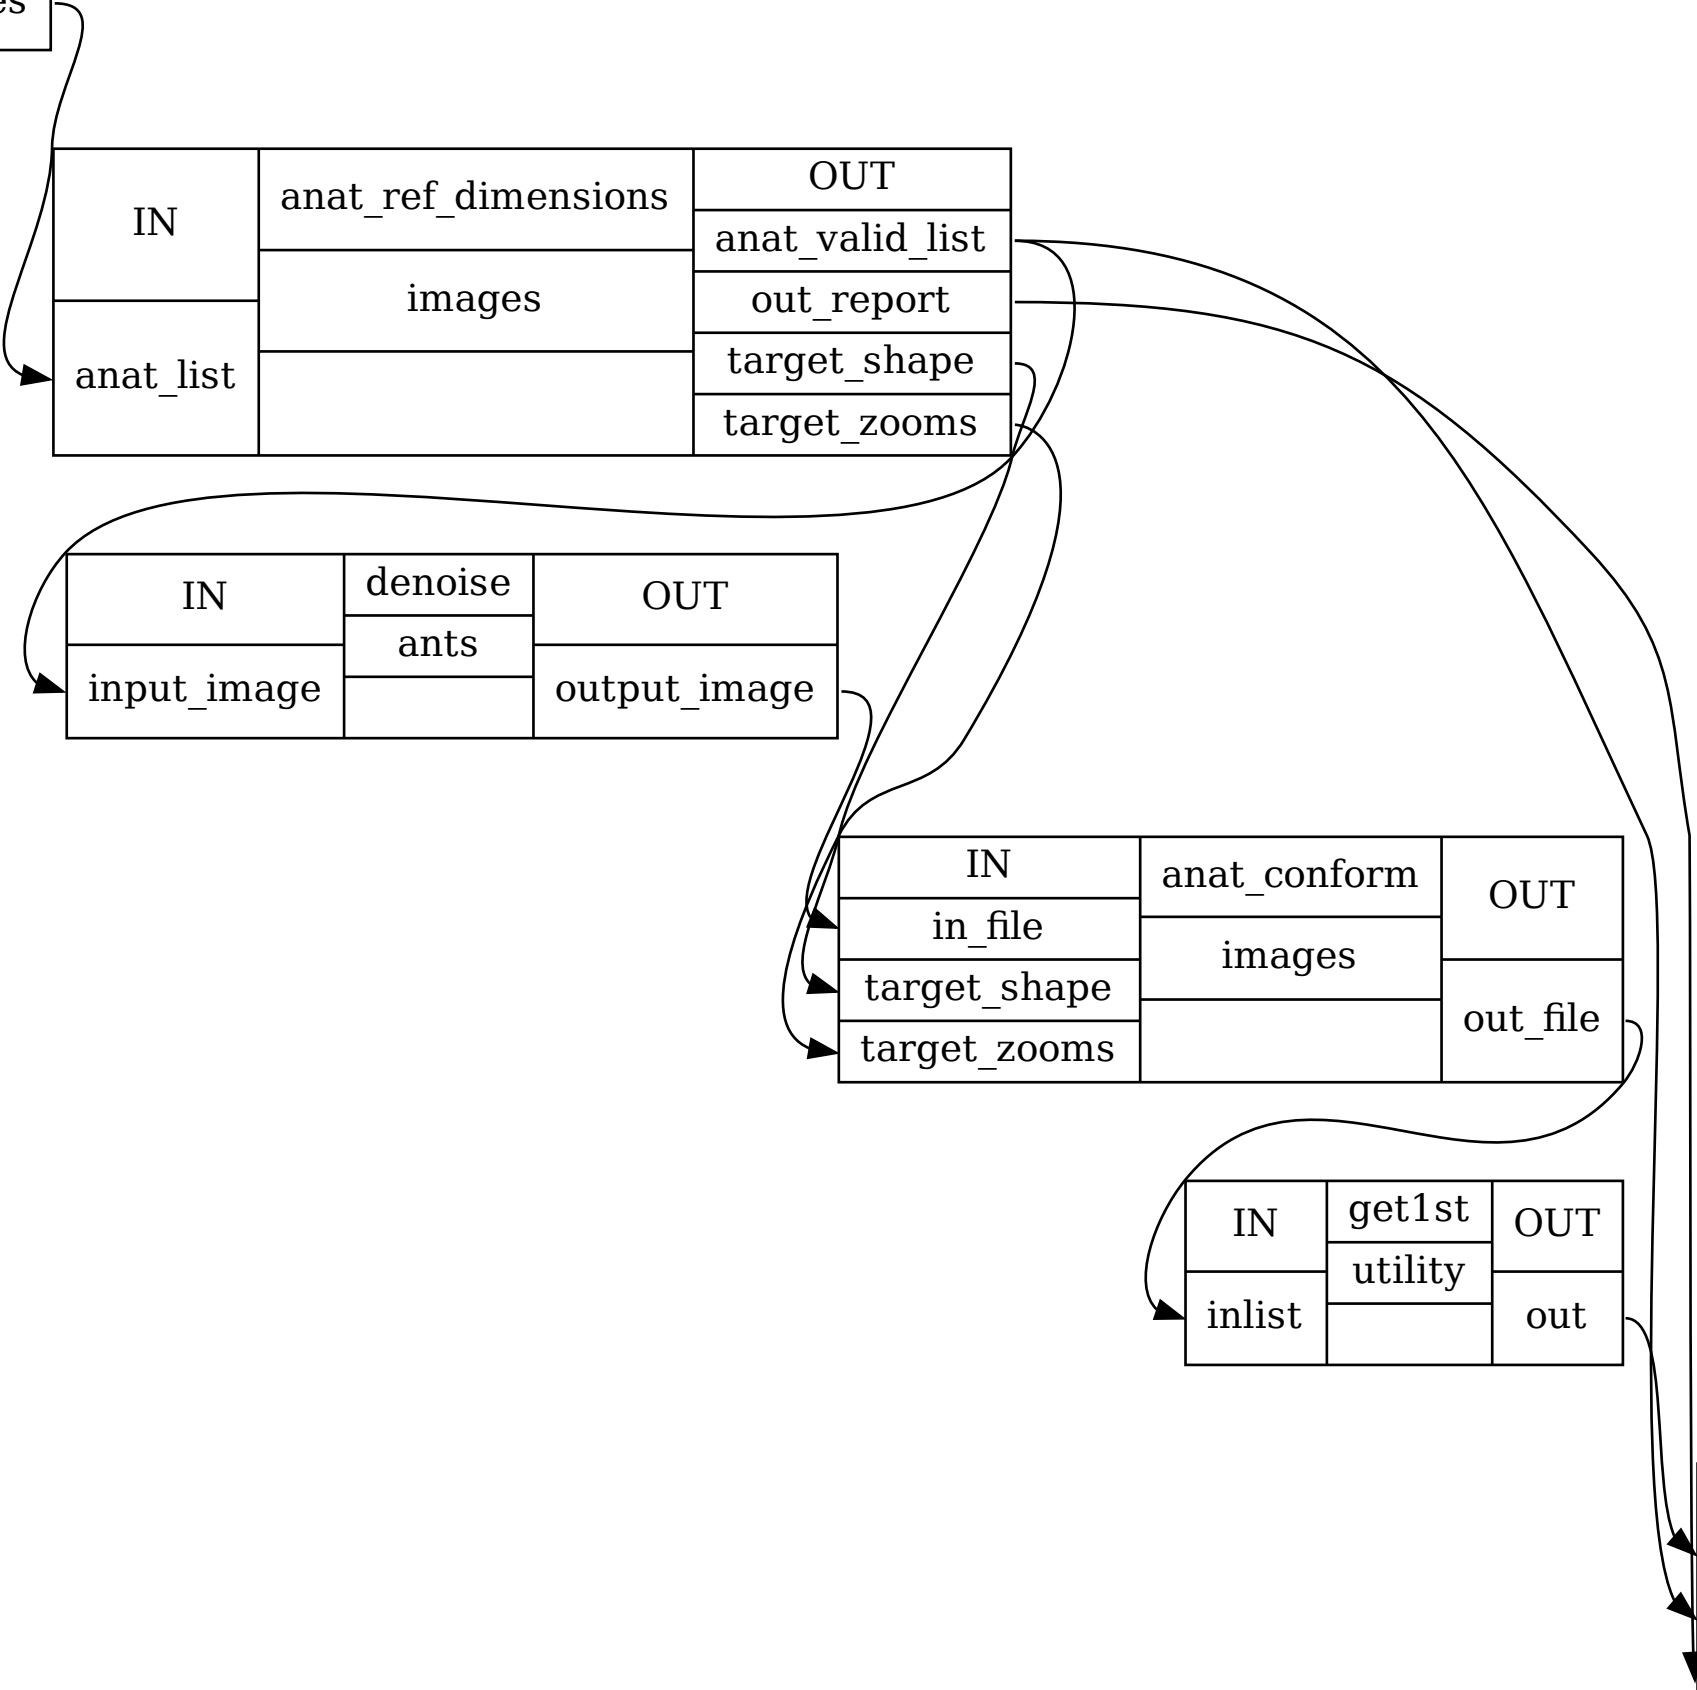 es
IN
anat_list
anat_ref_dimensions
images
OUT
anat_valid_list
out_report
target_shape
target_zooms
IN
input_image
denoise
ants
OUT
output_image
IN
in_file
target_shape
target_zooms
anat_conform
images
OUT
out_file
IN
inlist
get1st
utility
OUT
out